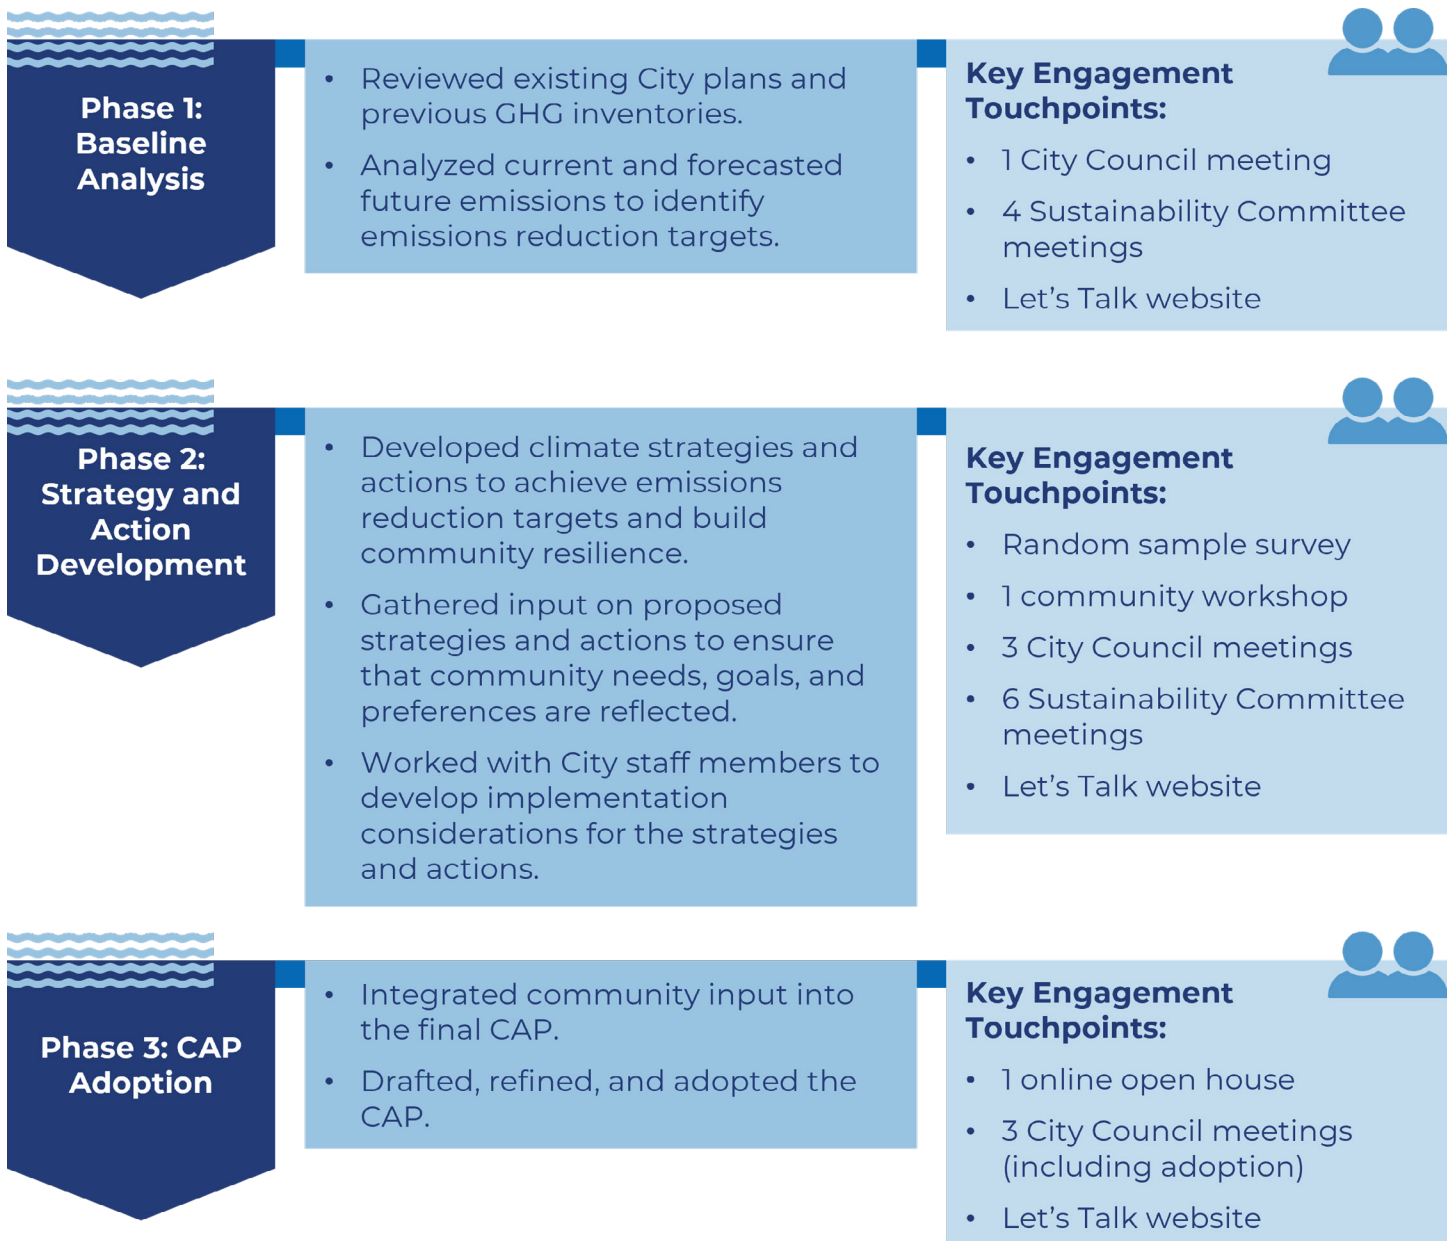 Phase 1:
Baseline
Analysis
• Reviewed existing City plans and
previous GHG inventories.
• Analyzed current and forecasted
future emissions to identify
emissions reduction targets.
Key Engagement
Touchpoints:
• 1 City Council meeting
• 4 Sustainability Committee
meetings
• Let’s Talk website
Phase 2:
Strategy and
Action
Development
• Developed climate strategies and
actions to achieve emissions
reduction targets and build
community resilience.
• Gathered input on proposed
strategies and actions to ensure
that community needs, goals, and
preferences are reflected.
• Worked with City staff members to
develop implementation
considerations for the strategies
and actions.
Key Engagement
Touchpoints:
• Random sample survey
• 1 community workshop
• 3 City Council meetings
• 6 Sustainability Committee
meetings
• Let’s Talk website
Phase 3: CAP
Adoption
• Integrated community input into
the final CAP.
• Drafted, refined, and adopted the
CAP.
Key Engagement
Touchpoints:
• 1 online open house
• 3 City Council meetings
(including adoption)
• Let’s Talk website